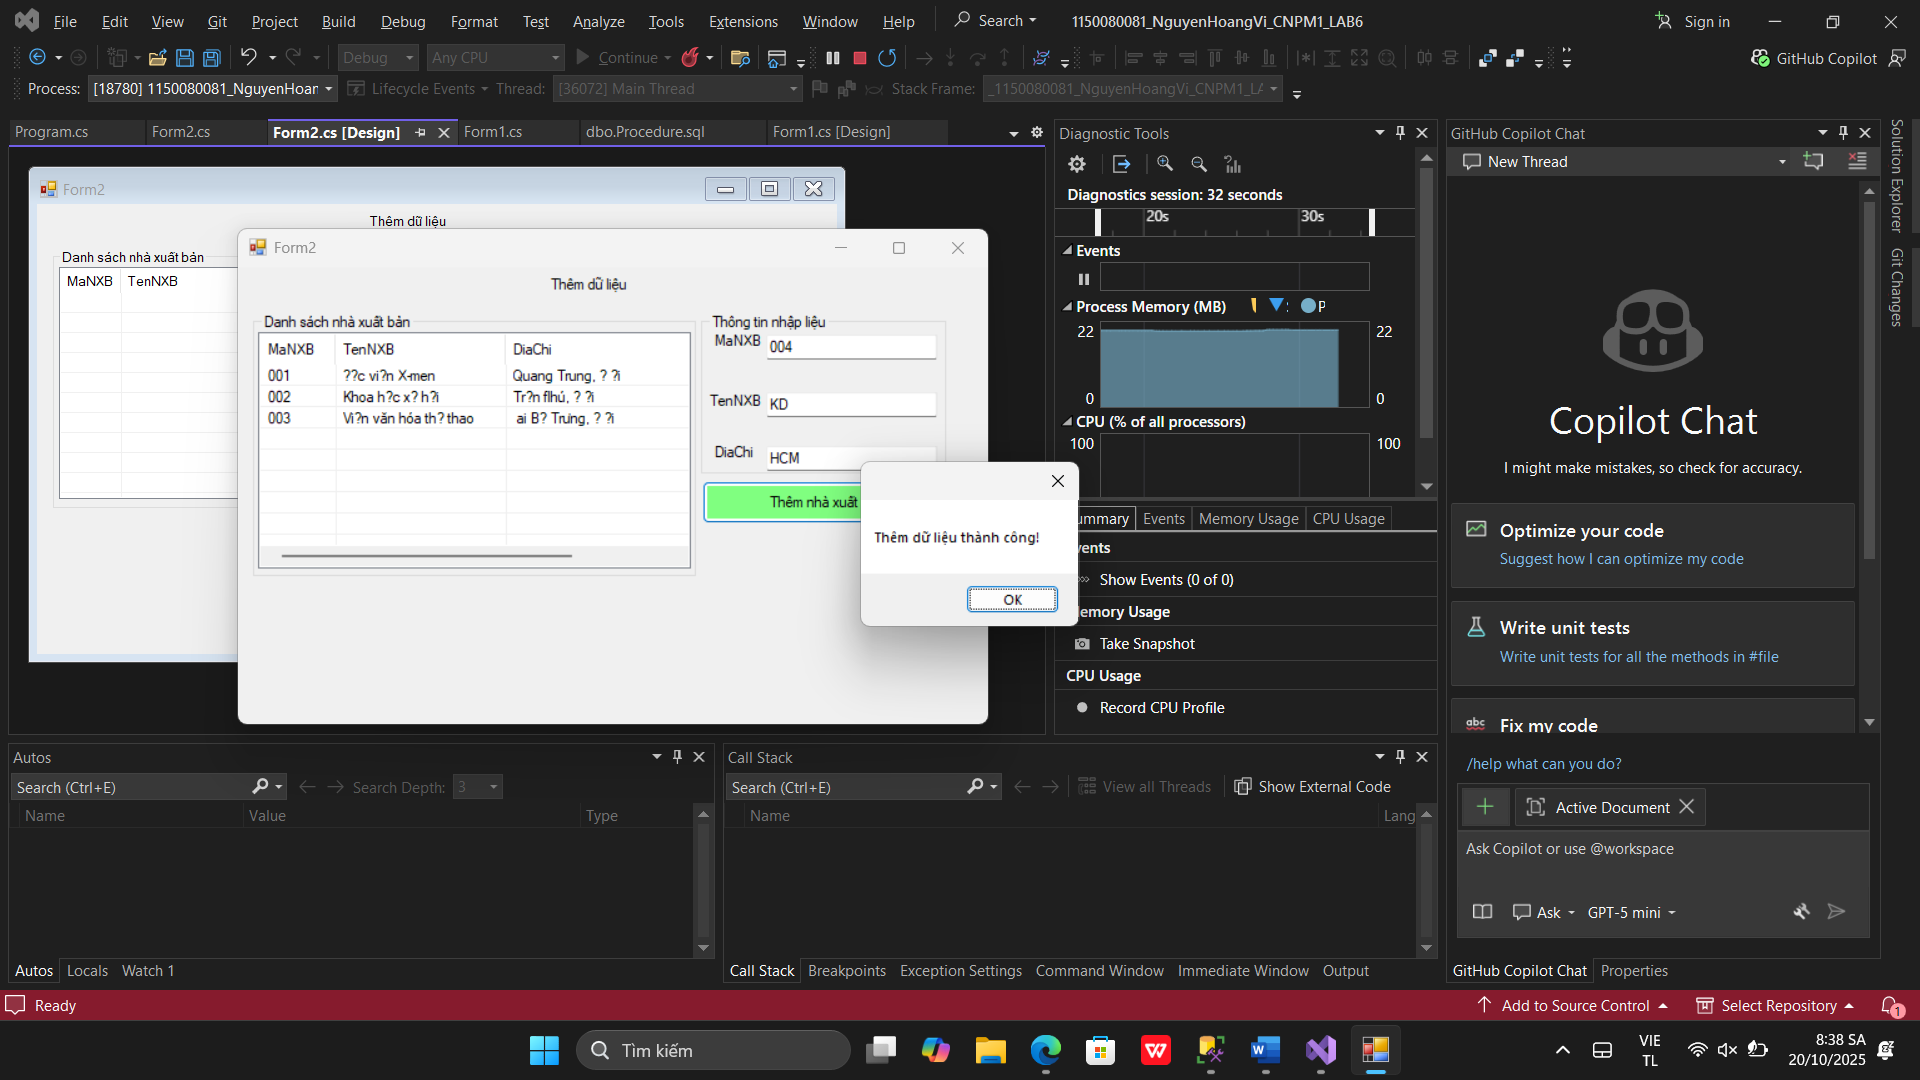 File Edit View Git Project Build Debug Format Test Analyze Tools Extensions Window Help Search 1150080081_NguyenHoangVi_CNPM1_LAB6 Sign in
Debug Any CPU Continue GitHub Copilot
Process: [18780] 1150080081_NguyenHoan Lifecycle Events Thread: [36072] Main Thread Stack Frame: _1150080081_NguyenHoangVi_CNPM1_LA
Program.cs Form2.cs Form2.cs [Design] Form1.cs dbo.Procedure.sql Form1.cs [Design]
Form2
Thêm dữ liệu
Danh sách nhà xuất bản
MaNXB TenNXB
Form2
Thêm dữ liệu
Danh sách nhà xuất bản
MaNXB TenNXB DiaChi
001 ??c vi?n X-men Quang Trung, ? ?i
002 Khoa h?c x? h?i Tr?n flhú, ? ?i
003 Vi?n văn hóa th? thao ai B? Trưng, ? ?i
Thông tin nhập liệu
MaNXB 004
TenNXB KD
DiaChi HCM
Thêm nhà xuất
Thêm dữ liệu thành công!
OK
Diagnostic Tools
Diagnostics session: 32 seconds
20s 30s
Events
Process Memory (MB) P
22 22
0 0
CPU (% of all processors)
100 100
ummary Events Memory Usage CPU Usage
vents
Show Events (0 of 0)
emory Usage
Take Snapshot
CPU Usage
Record CPU Profile
GitHub Copilot Chat
New Thread
Copilot Chat
I might make mistakes, so check for accuracy.
Optimize your code
Suggest how I can optimize my code
Write unit tests
Write unit tests for all the methods in #file
abc Fix my code
/help what can you do?
Active Document
Ask Copilot or use @workspace
Ask GPT-5 mini
GitHub Copilot Chat Properties
Solution Explorer
Git Changes
Autos
Search (Ctrl+E) Search Depth: 3
Name Value Type
Autos Locals Watch 1
Call Stack
Search (Ctrl+E) View all Threads Show External Code
Name Lang
Call Stack Breakpoints Exception Settings Command Window Immediate Window Output
Ready Add to Source Control Select Repository 1
Tìm kiếm
VIE
TL
8:38 SA
20/10/2025